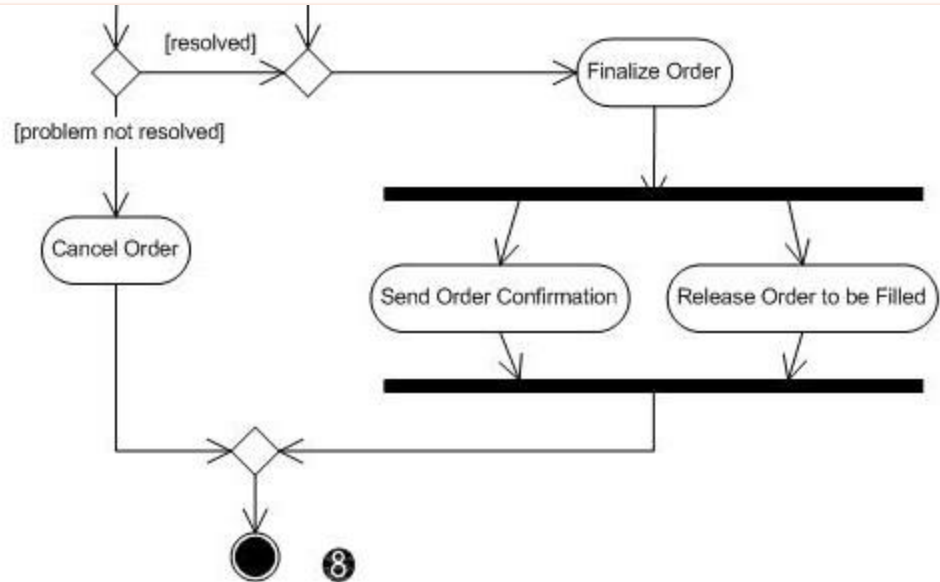 [resolved]
Finalize Order
[problem not resolved]
Cancel Order
Send Order Confirmation
Release Order to be Filled
8